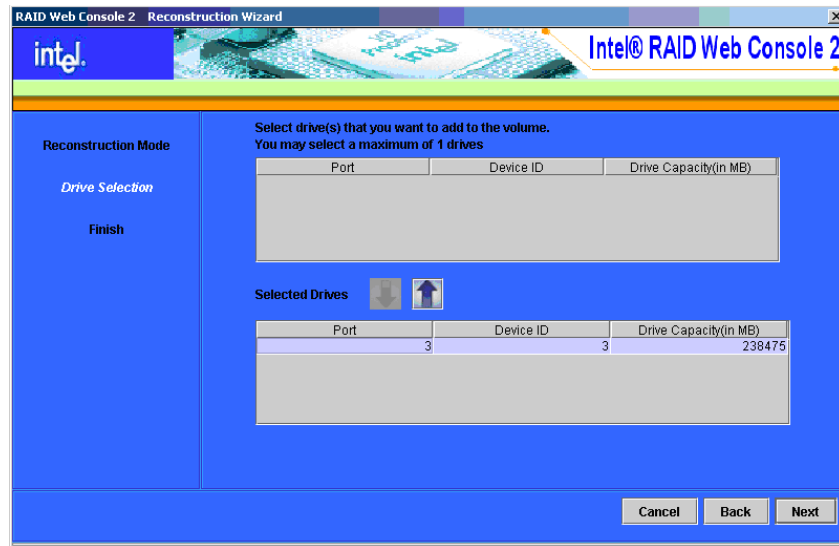 RAID Web Console 2 Reconstruction Wizard
intel.
intel
Intel® RAID Web Console 2
Reconstruction Mode
Drive Selection
Finish
Select drive(s) that you want to add to the volume.
You may select a maximum of 1 drives
Port Device ID Drive Capacity(in MB)
Selected Drives
Port Device ID Drive Capacity(in MB)
3 3 238475
Cancel Back Next